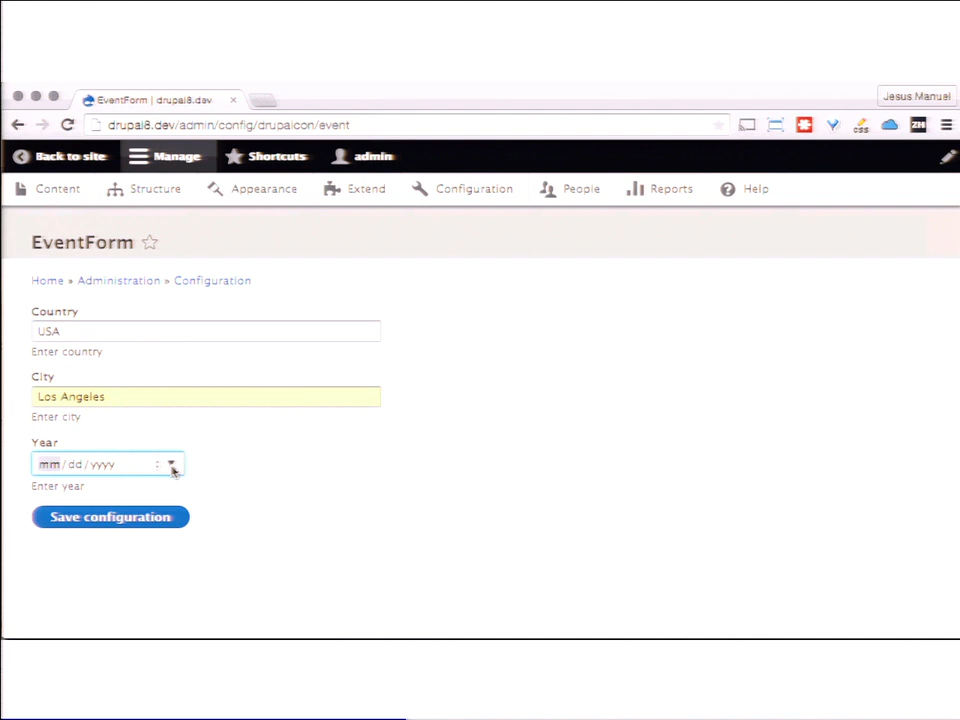 EventForm | drupal8.dev
Jesus Manuel
drupal8.dev/admin/config/drupalcon/event
css
ZH
Back to site Manage Shortcuts admin
Content Structure Appearance Extend Configuration People Reports Help
EventForm
Home » Administration » Configuration
Country
USA
Enter country
City
Los Angeles
Enter city
Year
mm/dd/yyyy
Enter year
Save configuration